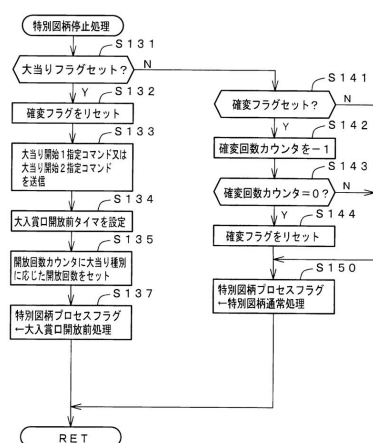 特別図柄停止処理
S131
大当りフラグセット?
N
Y
S132
確変フラグをリセット
S133
大当り開始1指定コマンド又は
大当り開始2指定コマンド
を送信
S134
大入賞口開放前タイマを設定
S135
開放回数カウンタに大当り種別
に応じた開放回数をセット
S137
特別図柄プロセスフラグ
←大入賞口開放前処理
S141
確変フラグセット?
N
Y
S142
確変回数カウンタを-1
S143
確変回数カウンタ=0?
N
Y
S144
確変フラグをリセット
S150
特別図柄プロセスフラグ
←特別図柄通常処理
RET